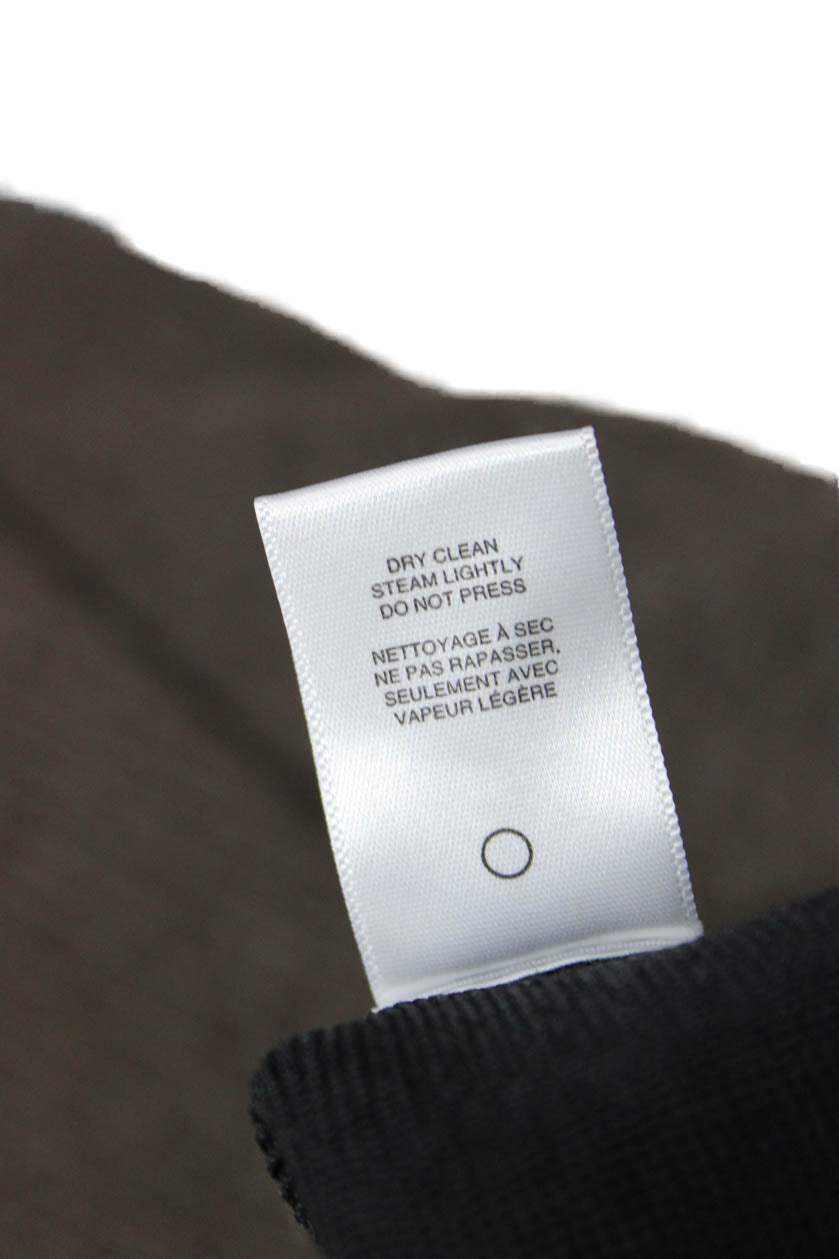 DRY CLEAN
STEAM LIGHTLY
DO NOT PRESS
NETTOYAGE À SEC
NE PAS RAPASSER,
SEULEMENT AVEC
VAPEUR LÉGÈRE